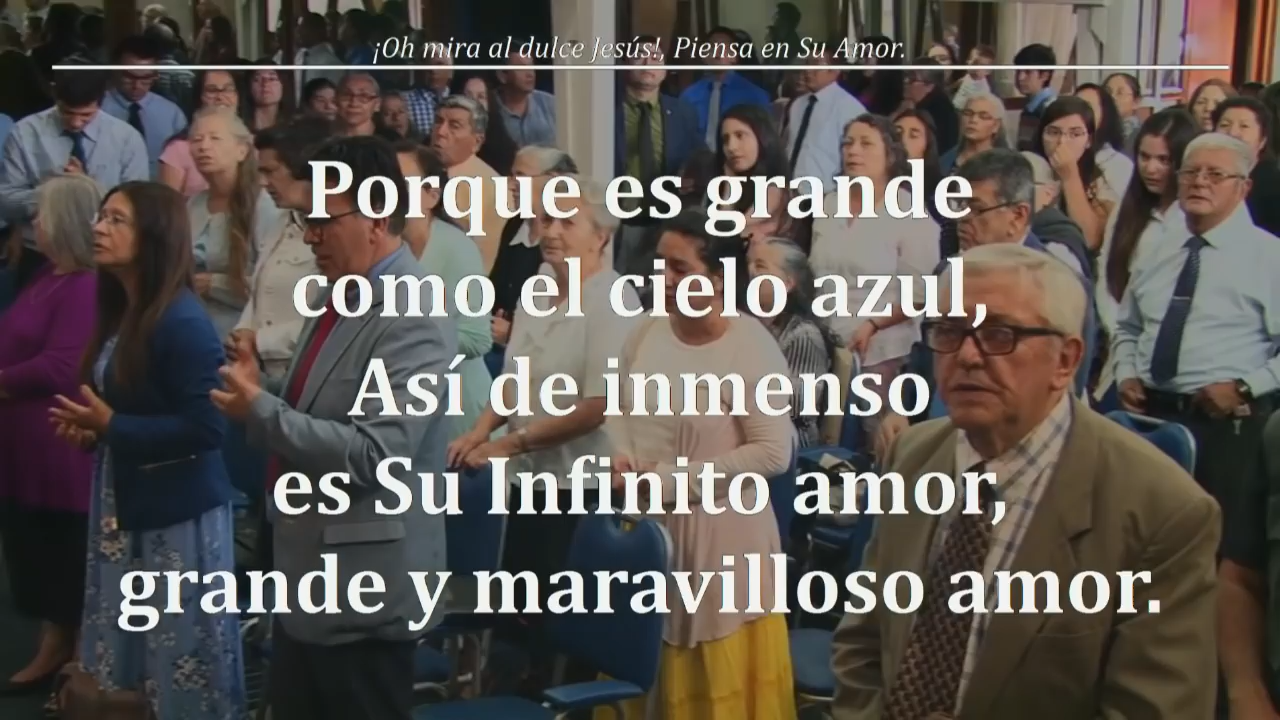 ¡Oh mira al dulce Jesús!, Piensa en Su Amor.
Porque es grande
como el cielo azul,
Así de inmenso
es Su Infinito amor,
grande y maravilloso amor.